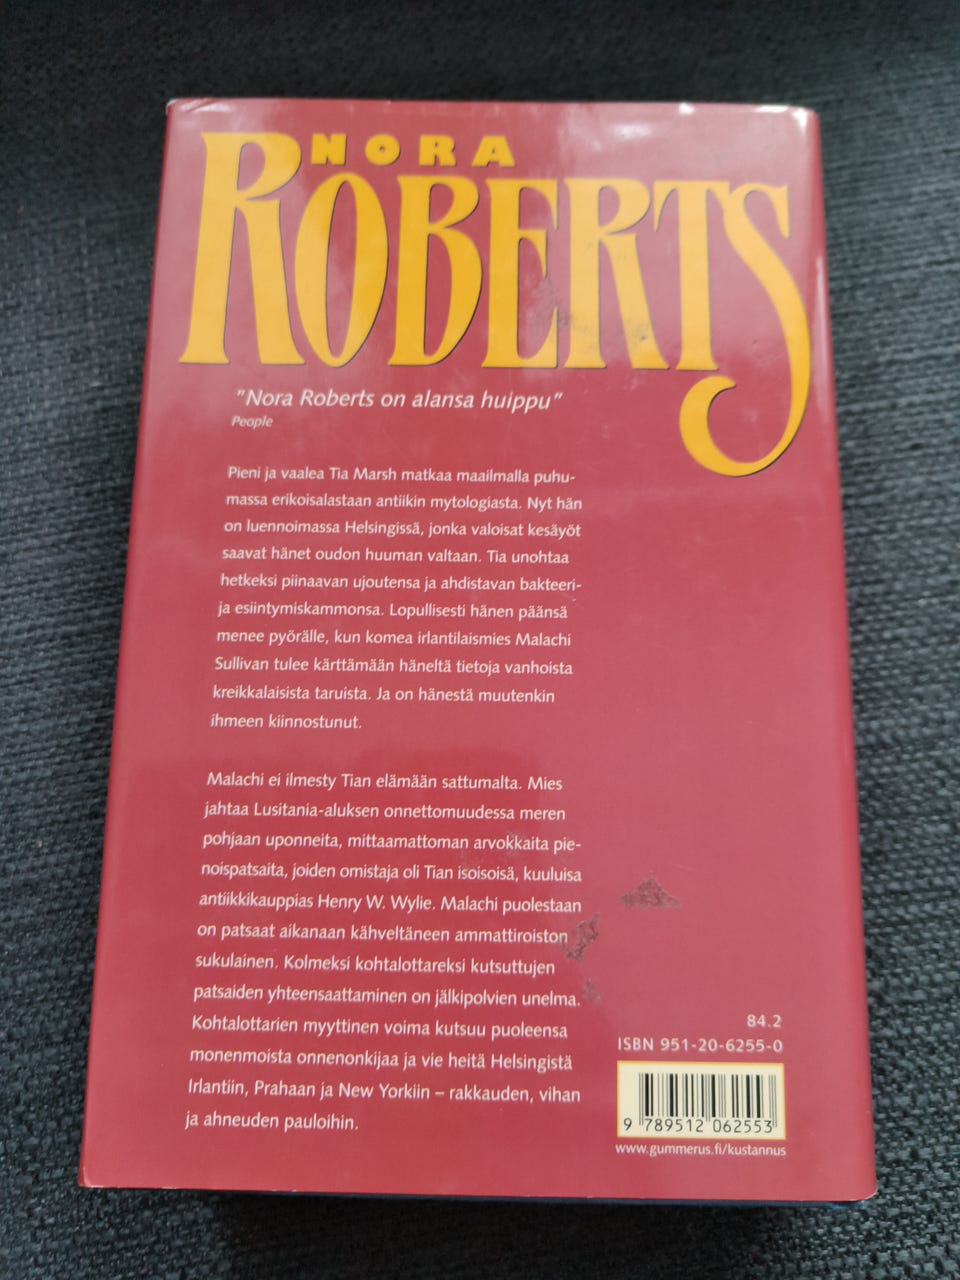 NORA
ROBERTS
"Nora Roberts on alansa huippu"
People
Pieni ja vaalea Tia Marsh matkaa maailmalla puhu-
massa erikoisalastaan antiikin mytologiasta. Nyt hän
on luennoimassa Helsingissä, jonka valoisat kesäyöt
saavat hänet oudon huuman valtaan. Tia unohtaa
hetkeksi piinaavan ujoutensa ja ahdistavan bakteeri-
ja esiintymiskammonsa. Lopullisesti hänen päänsä
menee pyörälle, kun komea irlantilaismies Malachi
Sullivan tulee kärttämään häneltä tietoja vanhoista
kreikkalaisista taruista. Ja on hänestä muutenkin
ihmeen kiinnostunut.
Malachi ei ilmesty Tian elämään sattumalta. Mies
jahtaa Lusitania-aluksen onnettomuudessa meren
pohjaan uponneita, mittaamattoman arvokkaita pie-
noispatsaita, joiden omistaja oli Tian isoisoisä, kuuluisa
antiikkikauppias Henry W. Wylie. Malachi puolestaan
on patsaat aikanaan kähveltäneen ammattiroiston
sukulainen. Kolmeksi kohtalottareksi kutsuttujen
patsaiden yhteensaattaminen on jälkipolvien unelma.
Kohtalottarien myyttinen voima kutsuu puoleensa
monenmoista onnenonkijaa ja vie heitä Helsingistä
Irlantiin, Prahaan ja New Yorkiin – rakkauden, vihan
ja ahneuden pauloihin.
84.2
ISBN 951-20-6255-0
9 789512 062553
www.gummerus.fi/kustannus